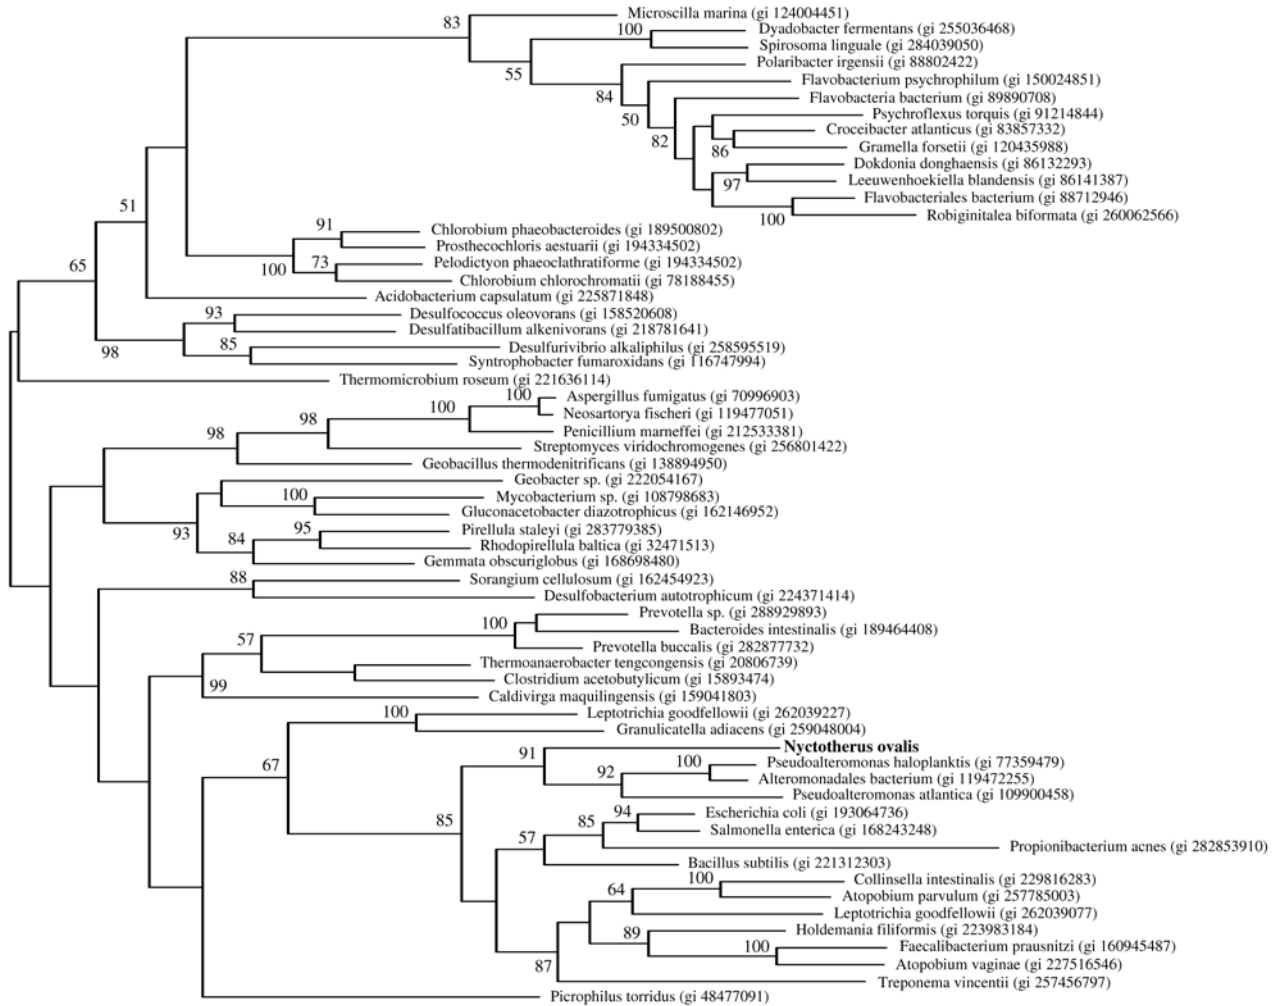 Microscilla marina (gi 124004451)
83
Dyadobacter fermentans (gi 255036468)
100
Spirosoma linguale (gi 284039050)
Polaribacter irgensii (gi 88802422)
55
Flavobacterium psychrophilum (gi 150024851)
84
Flavobacteria bacterium (gi 89890708)
50
Psychroflexus torquis (gi 91214844)
Croceibacter atlanticus (gi 83857332)
82
86
Gramella forsetii (gi 120435988)
Dokdonia donghaensis (gi 86132293)
97
Leeuwenhoekiella blandensis (gi 86141387)
Flavobacteriales bacterium (gi 88712946)
51
100
Robiginitalea biformata (gi 260062566)
91
Chlorobium phaeobacteroides (gi 189500802)
Prosthecochloris aestuarii (gi 194334502)
65
100
73
Pelodictyon phaeoclathratiforme (gi 194334502)
Chlorobium chlorochromatii (gi 78188455)
Acidobacterium capsulatum (gi 225871848)
93
Desulfococcus oleovorans (gi 158520608)
Desulfatibacillum alkenivorans (gi 218781641)
98
85
Desulfurivibrio alkaliphilus (gi 258595519)
Syntrophobacter fumaroxidans (gi 116747994)
Thermomicrobium roseum (gi 221636114)
100
Aspergillus fumigatus (gi 70996903)
100
Neosartorya fischeri (gi 119477051)
98
Penicillium marneffei (gi 212533381)
98
Streptomyces viridochromogenes (gi 256801422)
Geobacillus thermodenitrificans (gi 138894950)
Geobacter sp. (gi 222054167)
100
Mycobacterium sp. (gi 108798683)
Gluconacetobacter diazotrophicus (gi 162146952)
93
95
Pirellula staleyi (gi 283779385)
84
Rhodopirellula baltica (gi 32471513)
Gemmata obscuriglobus (gi 168698480)
88
Sorangium cellulosum (gi 162454923)
Desulfobacterium autotrophicum (gi 224371414)
Prevotella sp. (gi 288929893)
100
Bacteroides intestinalis (gi 189464408)
57
Prevotella buccalis (gi 282877732)
Thermoanaerobacter tengcongensis (gi 20806739)
Clostridium acetobutylicum (gi 15893474)
99
Caldivirga maquilingensis (gi 159041803)
100
Leptotrichia goodfellowii (gi 262039227)
Granulicatella adiacens (gi 259048004)
91
Nyctotherus ovalis
67
100
Pseudoalteromonas haloplanktis (gi 77359479)
92
Alteromonadales bacterium (gi 119472255)
Pseudoalteromonas atlantica (gi 109900458)
94
Escherichia coli (gi 193064736)
85
85
Salmonella enterica (gi 168243248)
57
Propionibacterium acnes (gi 282853910)
Bacillus subtilis (gi 221312303)
100
Collinsella intestinalis (gi 229816283)
64
Atopobium parvulum (gi 257785003)
Leptotrichia goodfellowii (gi 262039077)
89
Holdemania filiformis (gi 223983184)
100
Faecalibacterium prausnitzi (gi 160945487)
87
Atopobium vaginae (gi 227516546)
Treponema vincentii (gi 257456797)
Picrophilus torridus (gi 48477091)